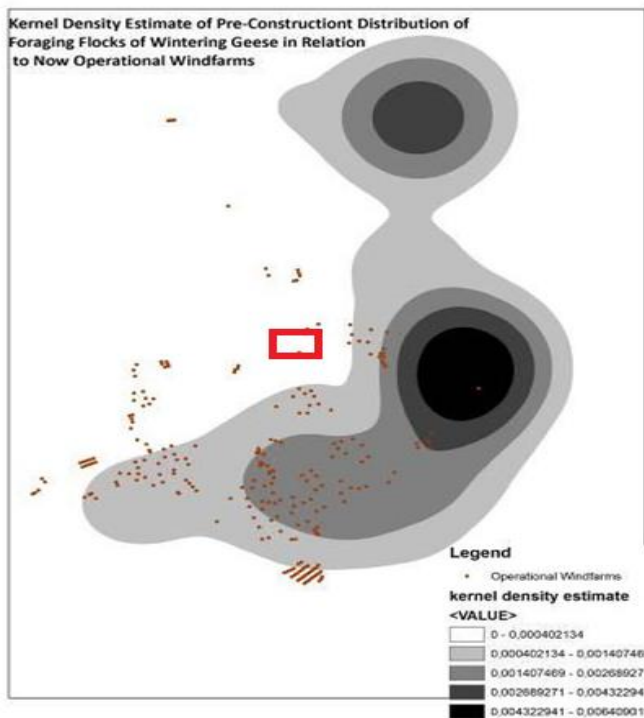 Kernel Density Estimate of Pre-Constructiont Distribution of
Foraging Flocks of Wintering Geese in Relation
to Now Operational Windfarms
Legend
Operational Windfarms
kernel density estimate
<VALUE>
0 - 0,000402134
0,000402134 - 0,00140746
0,001407469 - 0,00268927
0,002689271 - 0,00432294
0,004322941 - 0,00640901